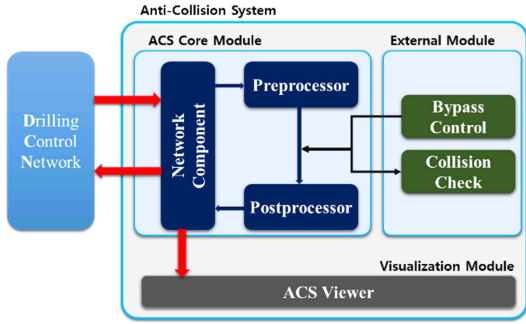 Anti-Collision System
ACS Core Module
External Module
Drilling
Control
Network
Network
Component
Preprocessor
Postprocessor
Bypass
Control
Collision
Check
Visualization Module
ACS Viewer